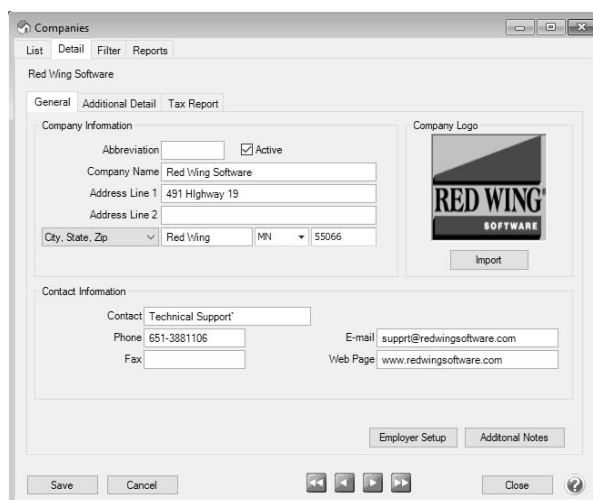 Companies
List Detail Filter Reports
Red Wing Software
General Additional Detail Tax Report
Company Information
Abbreviation Active
Company Name Red Wing Software
Address Line 1 491 HIghway 19
Address Line 2
City, State, Zip Red Wing MN 55066
Company Logo
RED WING
SOFTWARE
Import
Contact Information
Contact Technical Support`
Phone 651-3881106 E-mail supprt@redwingsoftware.com
Fax Web Page www.redwingsoftware.com
Employer Setup Additonal Notes
Save Cancel Close ?